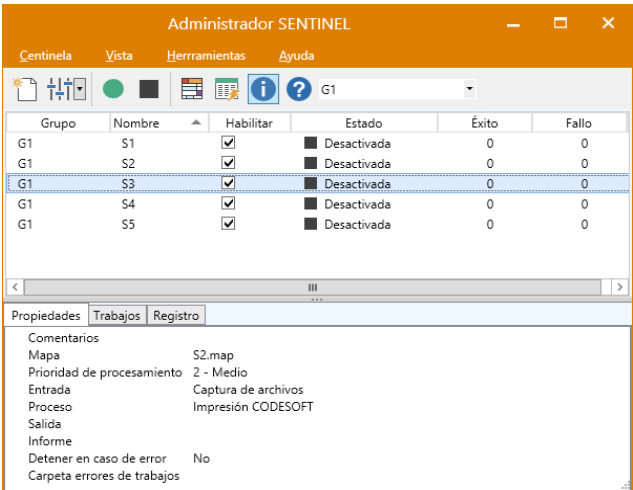 Administrador SENTINEL
Centinela Vista Herrramientas Ayuda
G1
Grupo Nombre Habilitar Estado Éxito Fallo
G1 S1 Desactivada 0 0
G1 S2 Desactivada 0 0
G1 S3 Desactivada 0 0
G1 S4 Desactivada 0 0
G1 S5 Desactivada 0 0
Propiedades Trabajos Registro
Comentarios
Mapa S2.map
Prioridad de procesamiento 2 - Medio
Entrada Captura de archivos
Proceso Impresión CODESOFT
Salida
Informe
Detener en caso de error No
Carpeta errores de trabajos